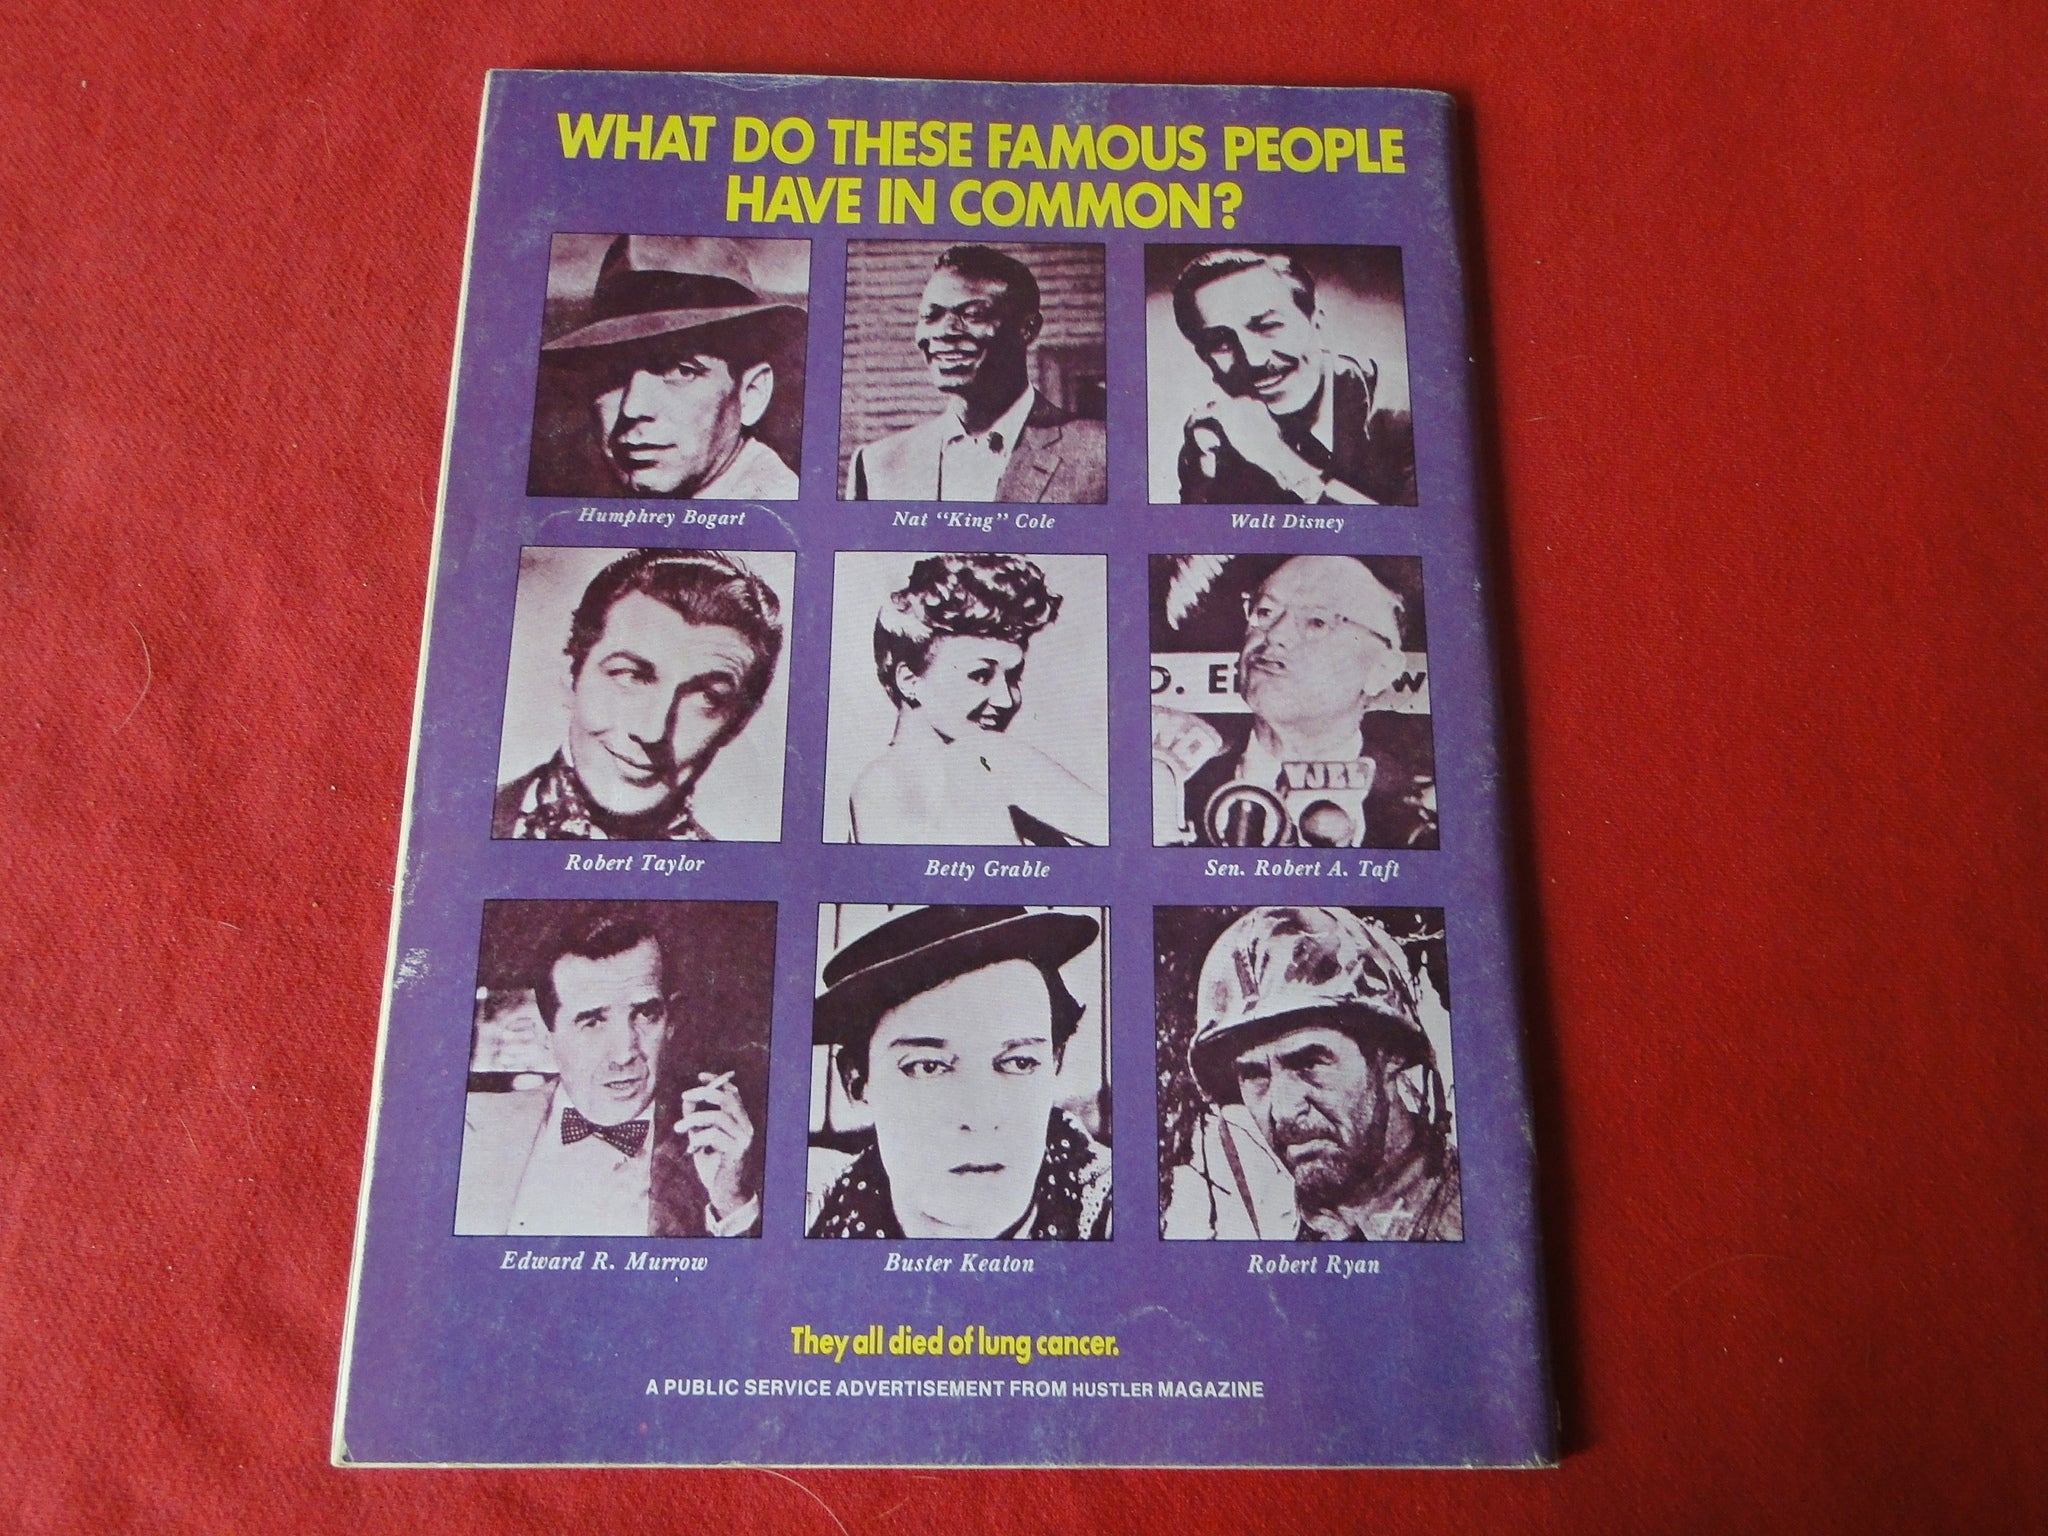 WHAT DO THESE FAMOUS PEOPLE
HAVE IN COMMON?
Humphrey Bogart
Nat "King" Cole
Walt Disney
D. E
W
WJEL
Robert Taylor
Betty Grable
Sen. Robert A. Taft
Edward R. Murrow
Buster Keaton
Robert Ryan
They all died of lung cancer.
A PUBLIC SERVICE ADVERTISEMENT FROM HUSTLER MAGAZINE